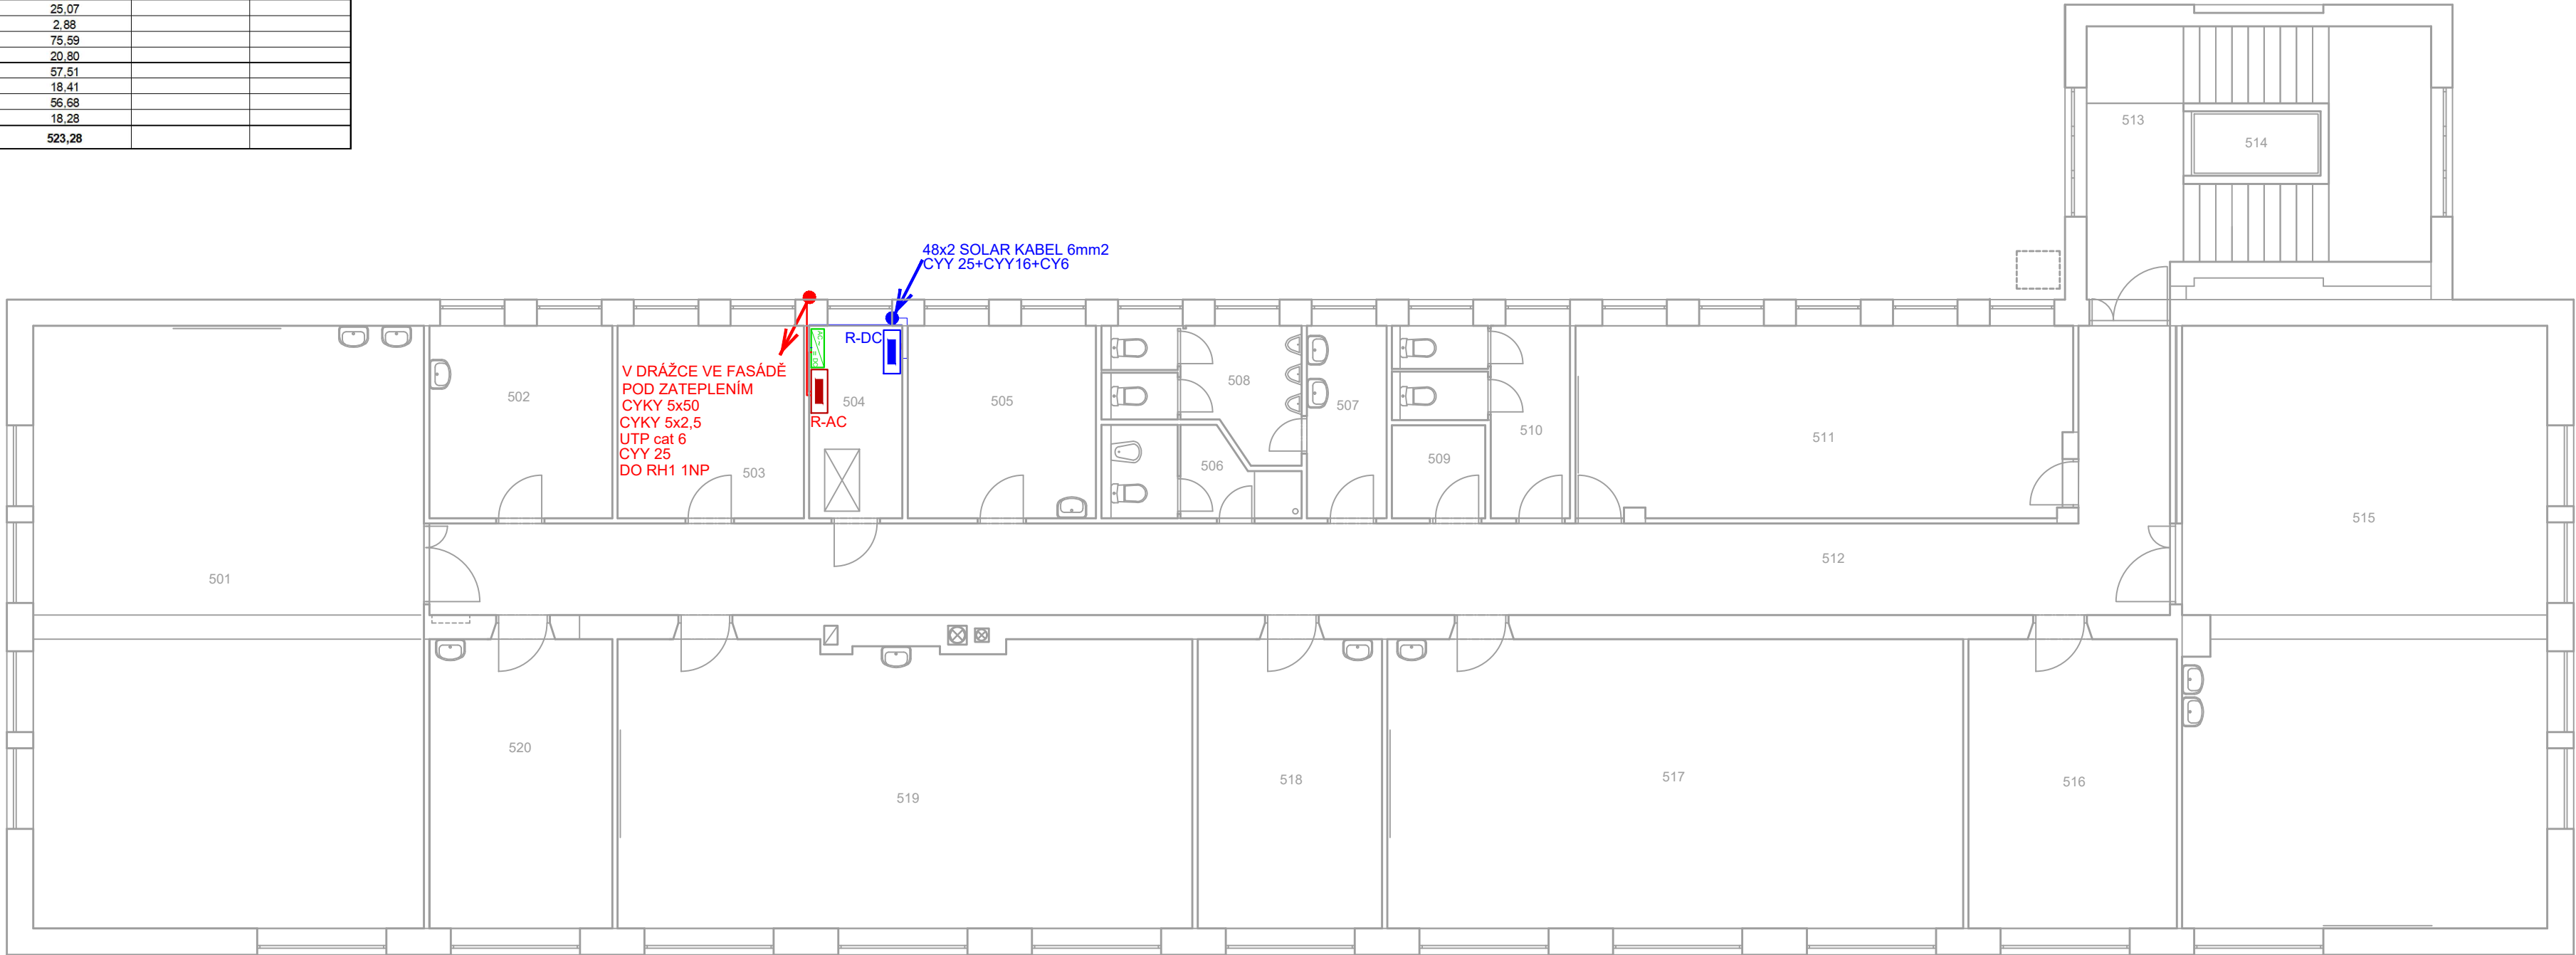 25,07
2,88
75,59
20,80
57,51
18,41
56,68
18,28
523,28
513
514
48x2 SOLAR KABEL 6mm2
CYY 25+CYY16+CY6
R-DC
V DRÁŽCE VE FASÁDĚ
POD ZATEPLENÍM
CYKY 5x50
CYKY 5x2,5
UTP cat 6
CYY 25
DO RH1 1NP
R-AC
501
502
503
504
505
506
507
508
509
510
511
512
515
516
517
518
519
520